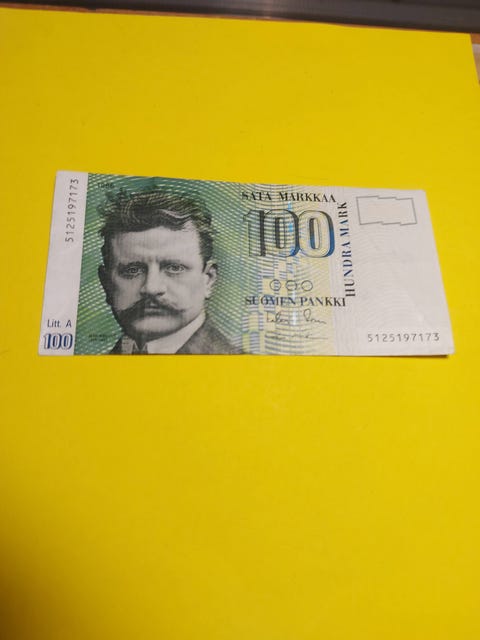 5125197173
1986
SATA MARKKAA
100
HUNDRA MARK
SUOMEN PANKKI
Litt. A
100
5125197173